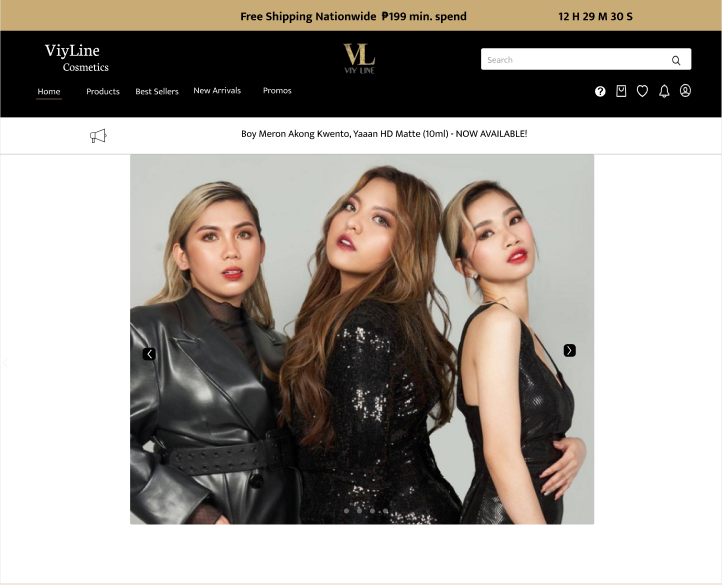 Free Shipping Nationwide ₱199 min. spend
12 H 29 M 30 S
ViyLine
Cosmetics
VL
VIY LINE
Search
Home
Products
Best Sellers
New Arrivals
Promos
?
Boy Meron Akong Kwento, Yaaan HD Matte (10ml) - NOW AVAILABLE!